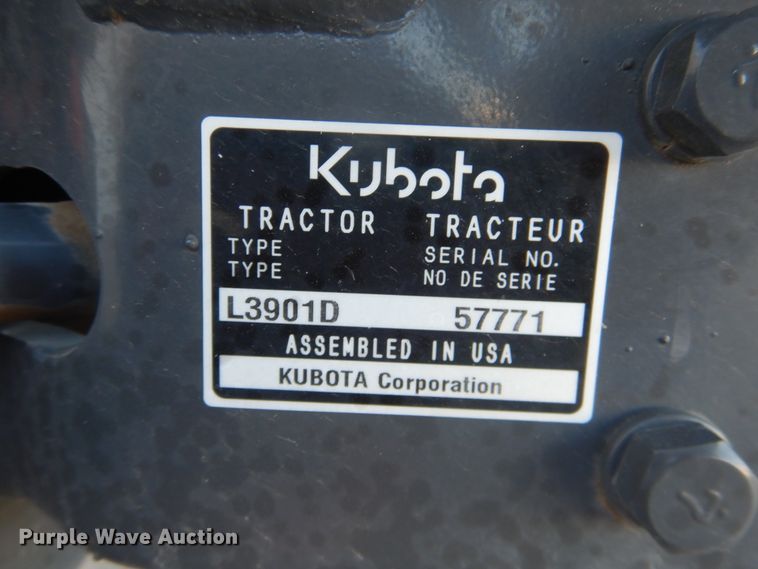 Kubota
TRACTOR TRACTEUR
TYPE SERIAL NO.
TYPE NO DE SERIE
L3901D 57771
ASSEMBLED IN USA
KUBOTA Corporation
Purple Wave Auction